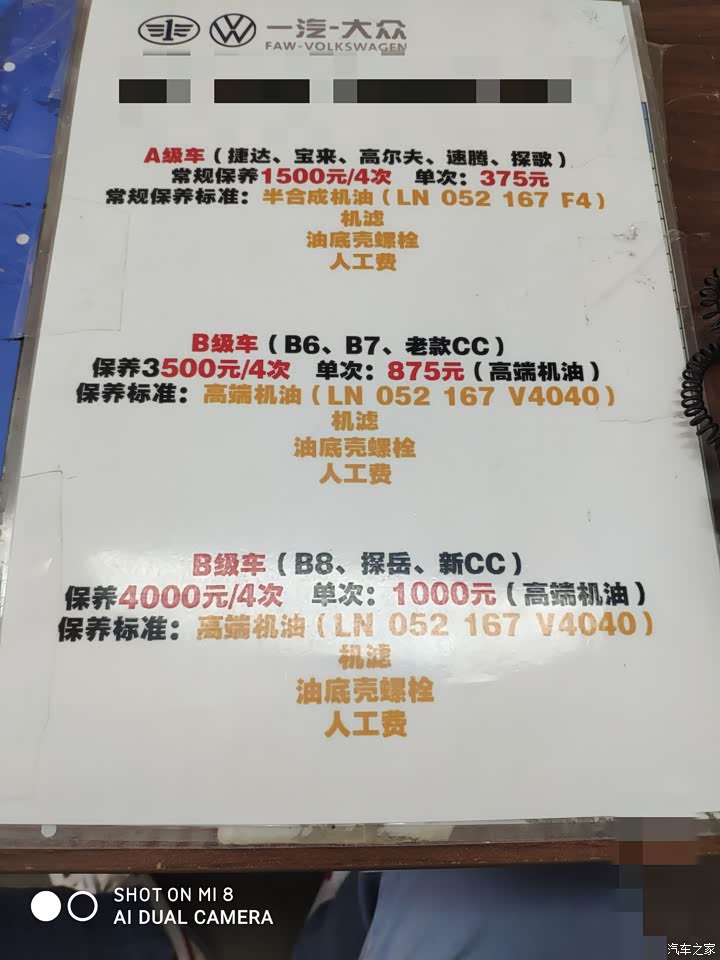 一汽-大众
FAW-VOLKSWAGEN
A级车（捷达、宝来、高尔夫、速腾、探歌）
常规保养1500元/4次 单次：375元
常规保养标准：半合成机油（LN 052 167 F4）
机滤
油底壳螺栓
人工费
B级车（B6、B7、老款CC）
保养3500元/4次 单次：875元（高端机油）
保养标准：高端机油（LN 052 167 V4040）
机滤
油底壳螺栓
人工费
B级车（B8、探岳、新CC）
保养4000元/4次 单次：1000元（高端机油）
保养标准：高端机油（LN 052 167 V4040）
机滤
油底壳螺栓
人工费
SHOT ON MI 8
AI DUAL CAMERA
汽车之家